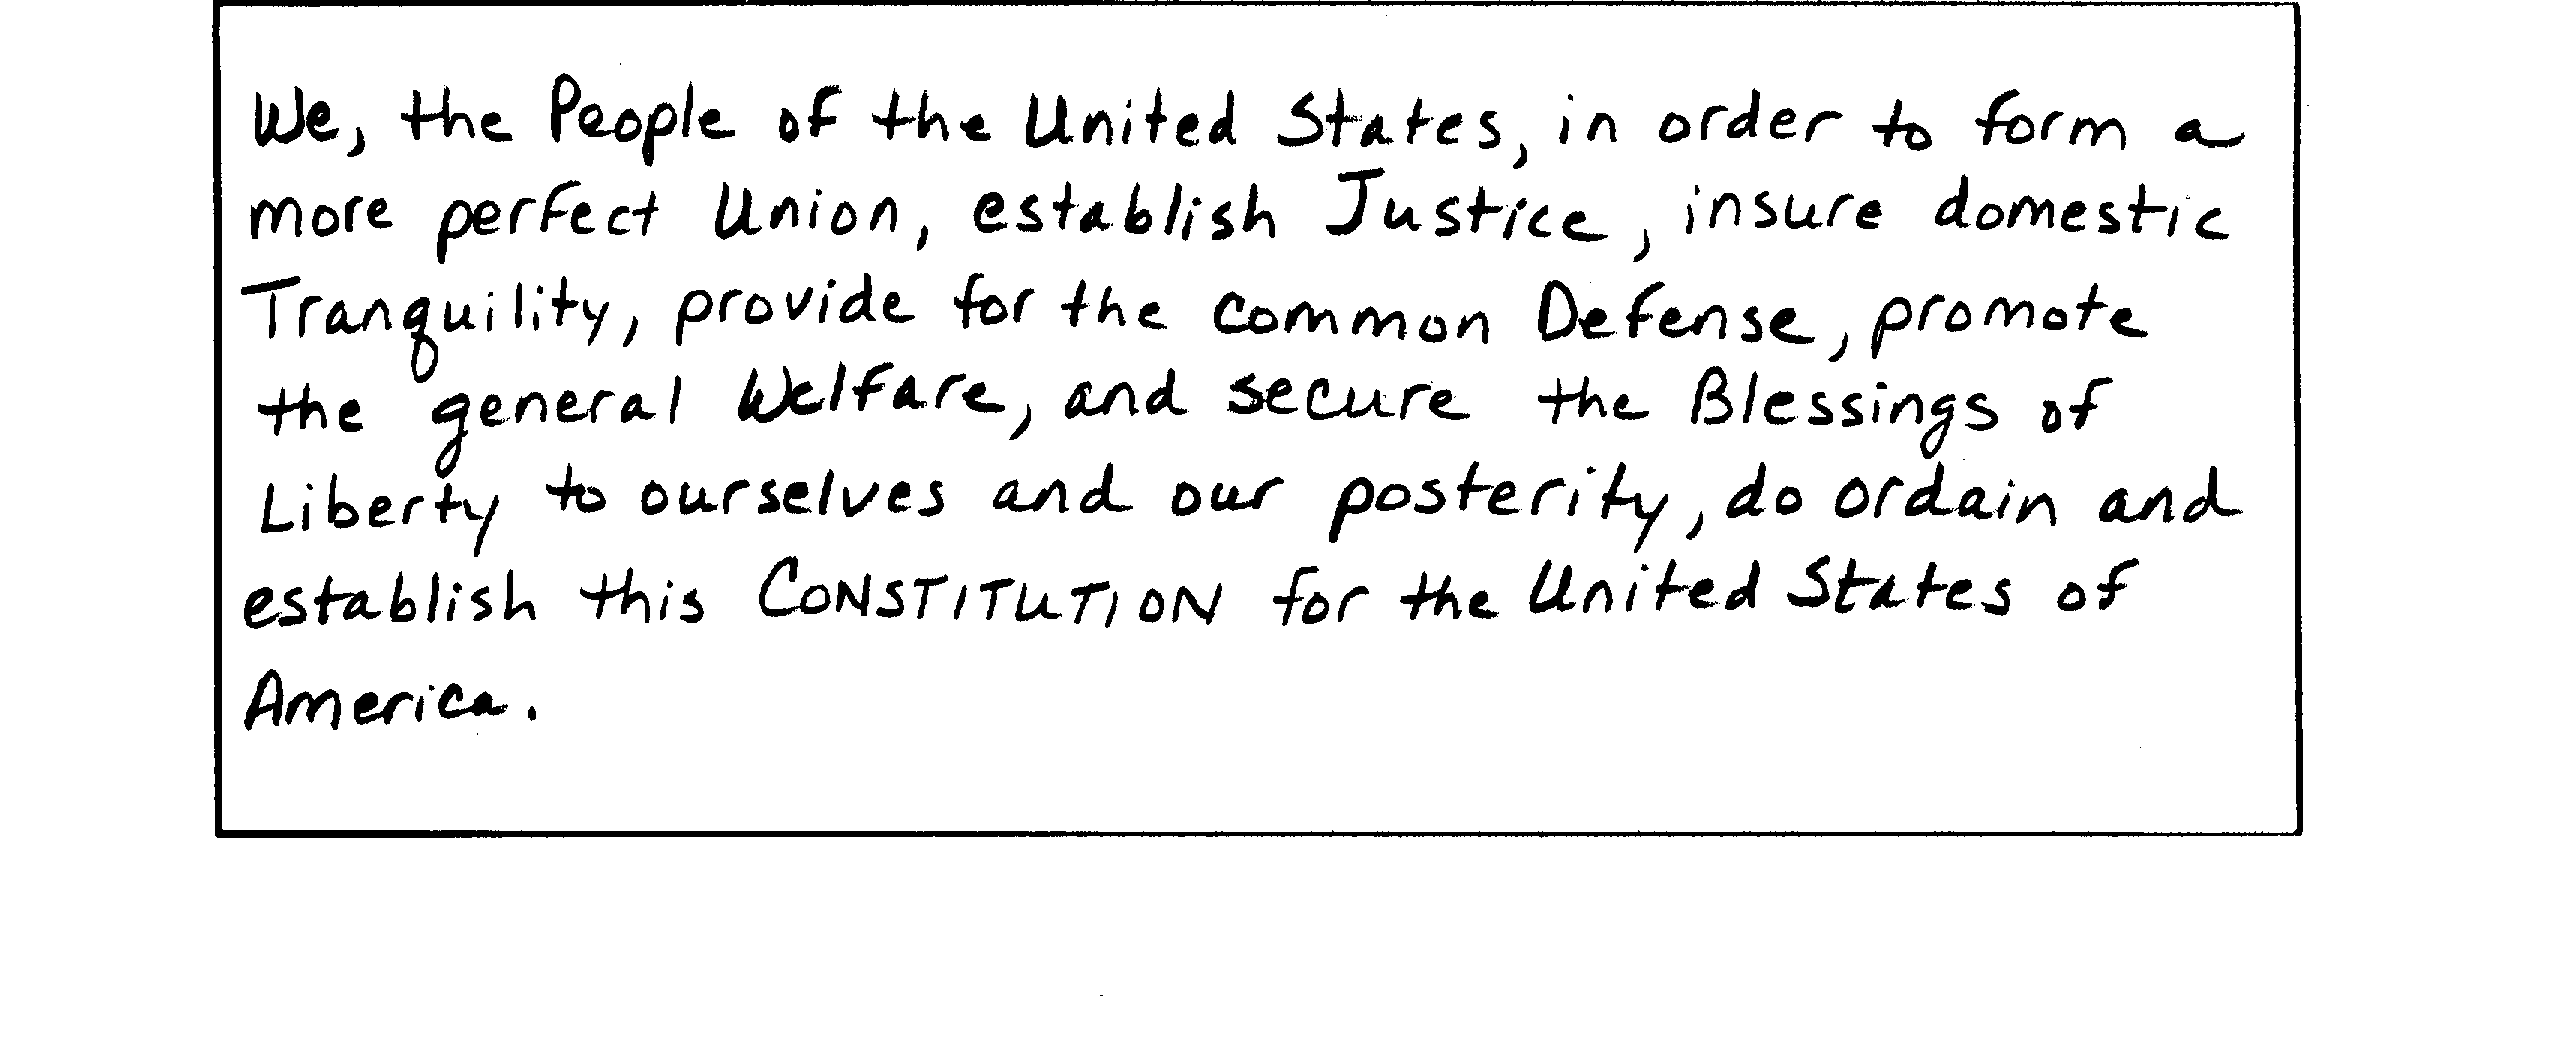 We, the People of the United States, in order to form a
more perfect Union, establish Justice, insure domestic
Tranquility, provide for the common Defense, promote
the general Welfare, and secure the Blessings of
Liberty to ourselves and our posterity, do ordain and
establish this CONSTITUTION for the United States of
America.